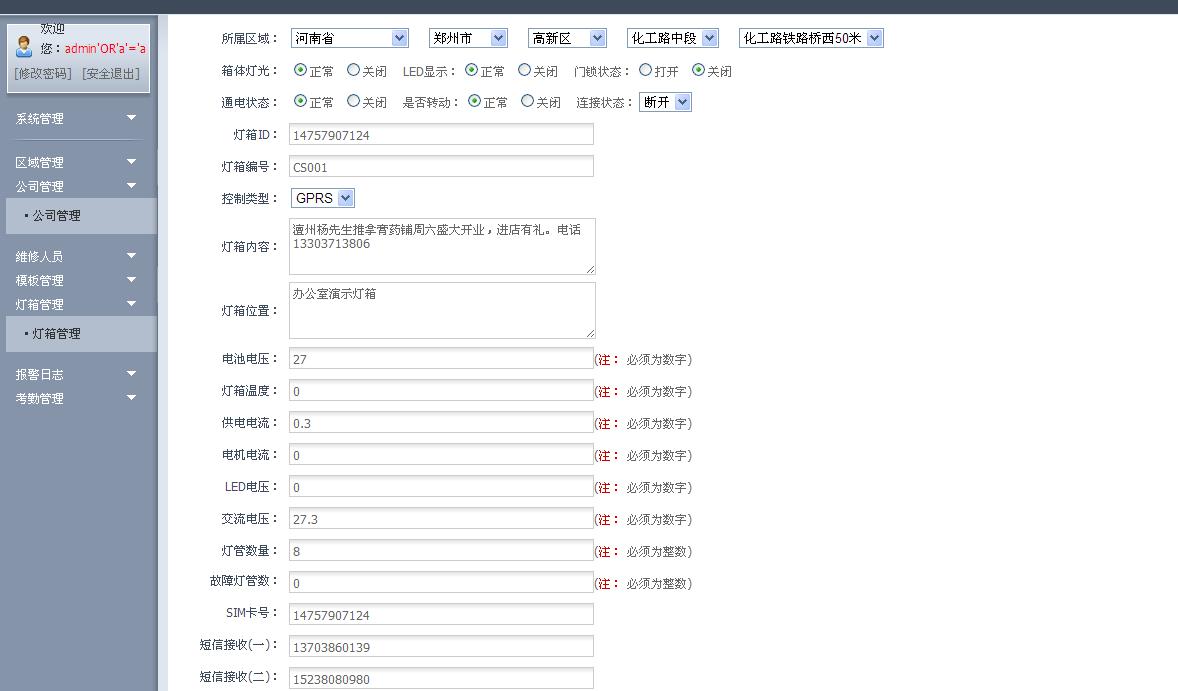 欢迎
您：admin'OR'a'='a
[修改密码] [安全退出]
系统管理
区域管理
公司管理
· 公司管理
维修人员
模板管理
灯箱管理
· 灯箱管理
报警日志
考勤管理
所属区域： 河南省 郑州市 高新区 化工路中段 化工路铁路桥西50米
箱体灯光： 正常 关闭 LED显示： 正常 关闭 门锁状态： 打开 关闭
通电状态： 正常 关闭 是否转动： 正常 关闭 连接状态： 断开
灯箱ID： 14757907124
灯箱编号： CS001
控制类型： GPRS
灯箱内容： 澶州杨先生推拿膏药铺周六盛大开业，进店有礼。电话
13303713806
灯箱位置： 办公室演示灯箱
电池电压： 27 (注： 必须为数字)
灯箱温度： 0 (注： 必须为数字)
供电电流： 0.3 (注： 必须为数字)
电机电流： 0 (注： 必须为数字)
LED电压： 0 (注： 必须为数字)
交流电压： 27.3 (注： 必须为数字)
灯管数量： 8 (注： 必须为整数)
故障灯管数： 0 (注： 必须为整数)
SIM卡号： 14757907124
短信接收(一)： 13703860139
短信接收(二)： 15238080980